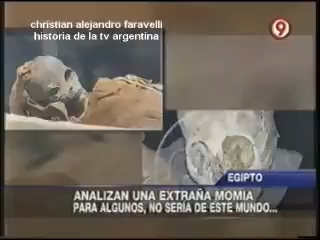 christian alejandro faravelli
historia de la tv argentina
9
EGIPTO
ANALIZAN UNA EXTRAÑA MOMIA
PARA ALGUNOS, NO SERÍA DE ESTE MUNDO...